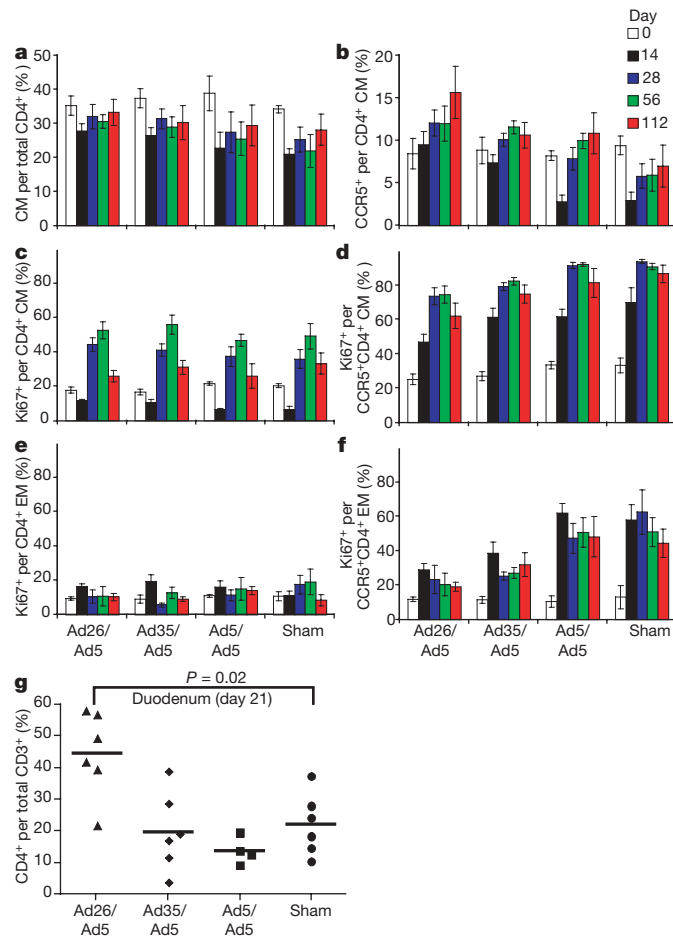 Day
0
14
28
56
112
a
CM per total CD4+ (%)
50
40
30
20
10
0
b
CCR5+ per CD4+ CM (%)
20
15
10
5
0
c
Ki67+ per CD4+ CM (%)
80
60
40
20
0
d
Ki67+ per
CCR5+CD4+ CM (%)
80
60
40
20
0
e
Ki67+ per CD4+ EM (%)
80
60
40
20
0
Ad26/
Ad5
Ad35/
Ad5
Ad5/
Ad5
Sham
f
Ki67+ per
CCR5+CD4+ EM (%)
80
60
40
20
0
Ad26/
Ad5
Ad35/
Ad5
Ad5/
Ad5
Sham
g
P = 0.02
Duodenum (day 21)
CD4+ per total CD3+ (%)
60
50
40
30
20
10
0
Ad26/
Ad5
Ad35/
Ad5
Ad5/
Ad5
Sham